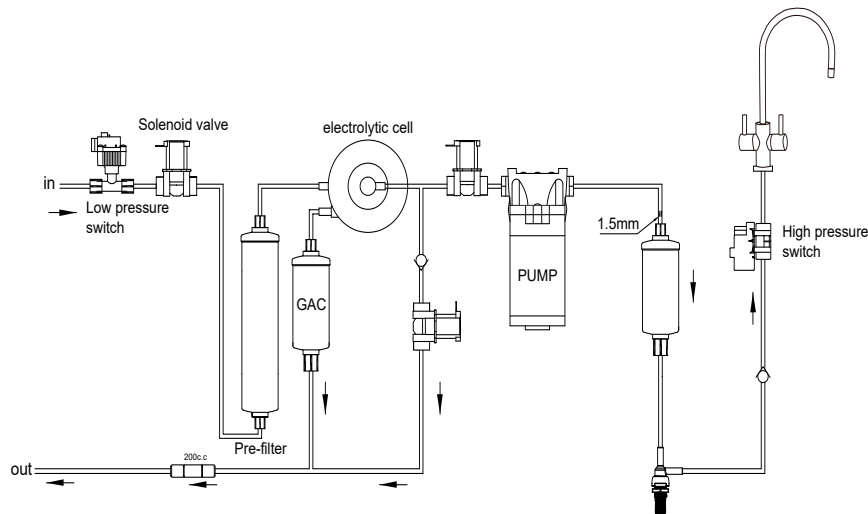 Solenoid valve
electrolytic cell
in
Low pressure
switch
1.5mm
High pressure
switch
PUMP
GAC
Pre-filter
200c.c
out